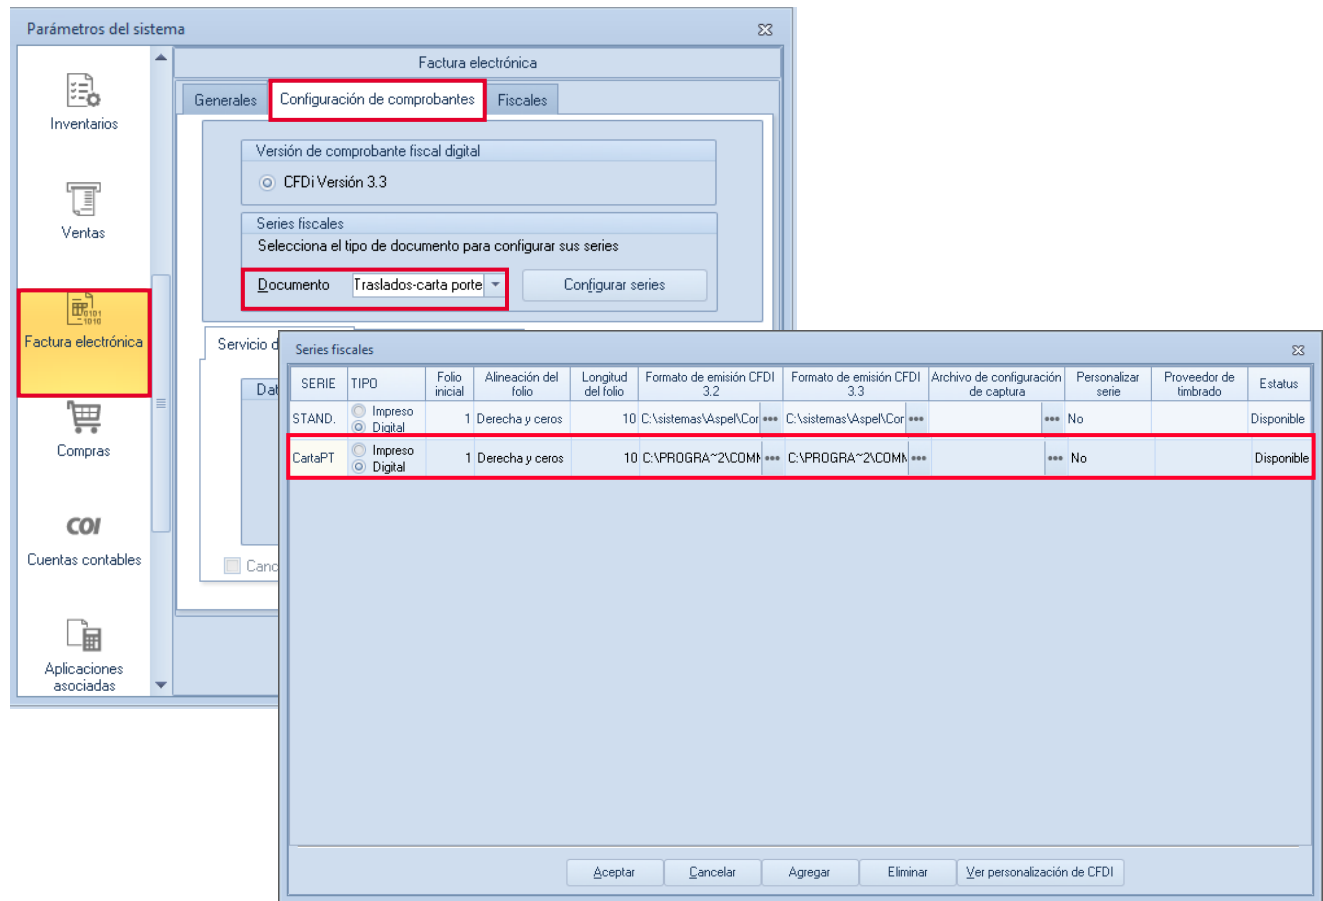 Parámetros del sistema
Factura electrónica
Inventarios
Ventas
Factura electrónica
Compras
COI
Cuentas contables
Aplicaciones
asociadas
Generales
Configuración de comprobantes
Fiscales
Versión de comprobante fiscal digital
CFDi Versión 3.3
Series fiscales
Selecciona el tipo de documento para configurar sus series
Documento
Traslados-carta porte
Configurar series
Servicio d
Dat
Canc
Series fiscales
SERIE
TIPO
Folio
inicial
Alineación del
folio
Longitud
del folio
Formato de emisión CFDI
3.2
Formato de emisión CFDI
3.3
Archivo de configuración
de captura
Personalizar
serie
Proveedor de
timbrado
Estatus
STAND.
Impreso
Digital
1
Derecha y ceros
10
C:\sistemas\Aspel\Cor
C:\sistemas\Aspel\Cor
No
Disponible
CartaPT
Impreso
Digital
1
Derecha y ceros
10
C:\PROGRA~2\COMM
C:\PROGRA~2\COMM
No
Disponible
Aceptar
Cancelar
Agregar
Eliminar
Ver personalización de CFDI